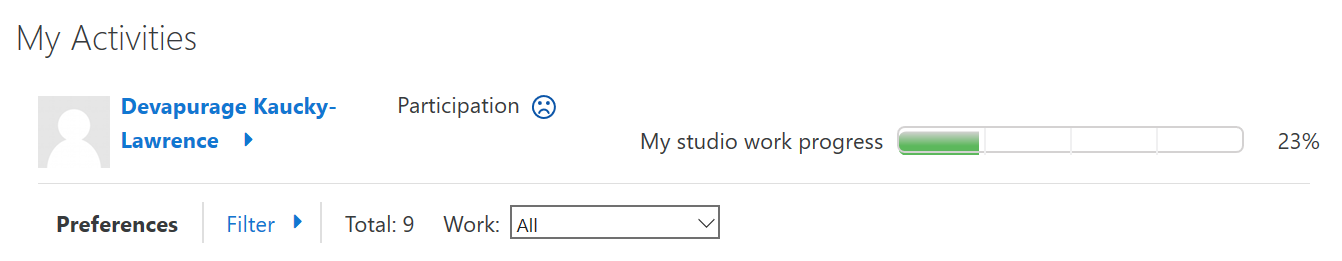 My Activities
Devapurage Kaucky-
Lawrence
Participation
My studio work progress 23%
Preferences Filter Total: 9 Work: All